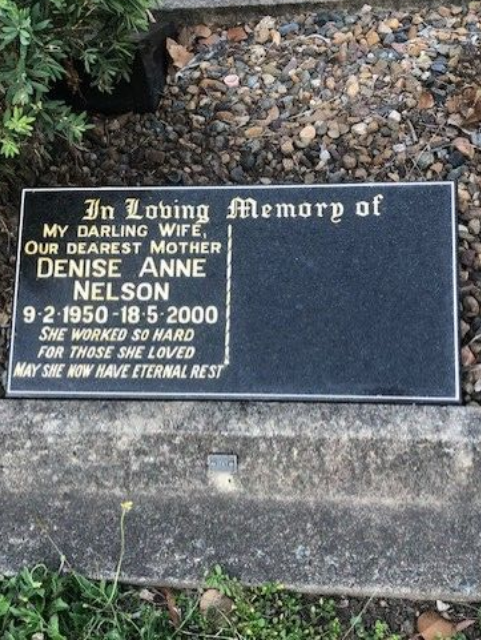 In Loving Memory of
MY DARLING WIFE,
OUR DEAREST MOTHER
DENISE ANNE
NELSON
9-2-1950-18-5-2000
SHE WORKED SO HARD
FOR THOSE SHE LOVED
MAY SHE NOW HAVE ETERNAL REST